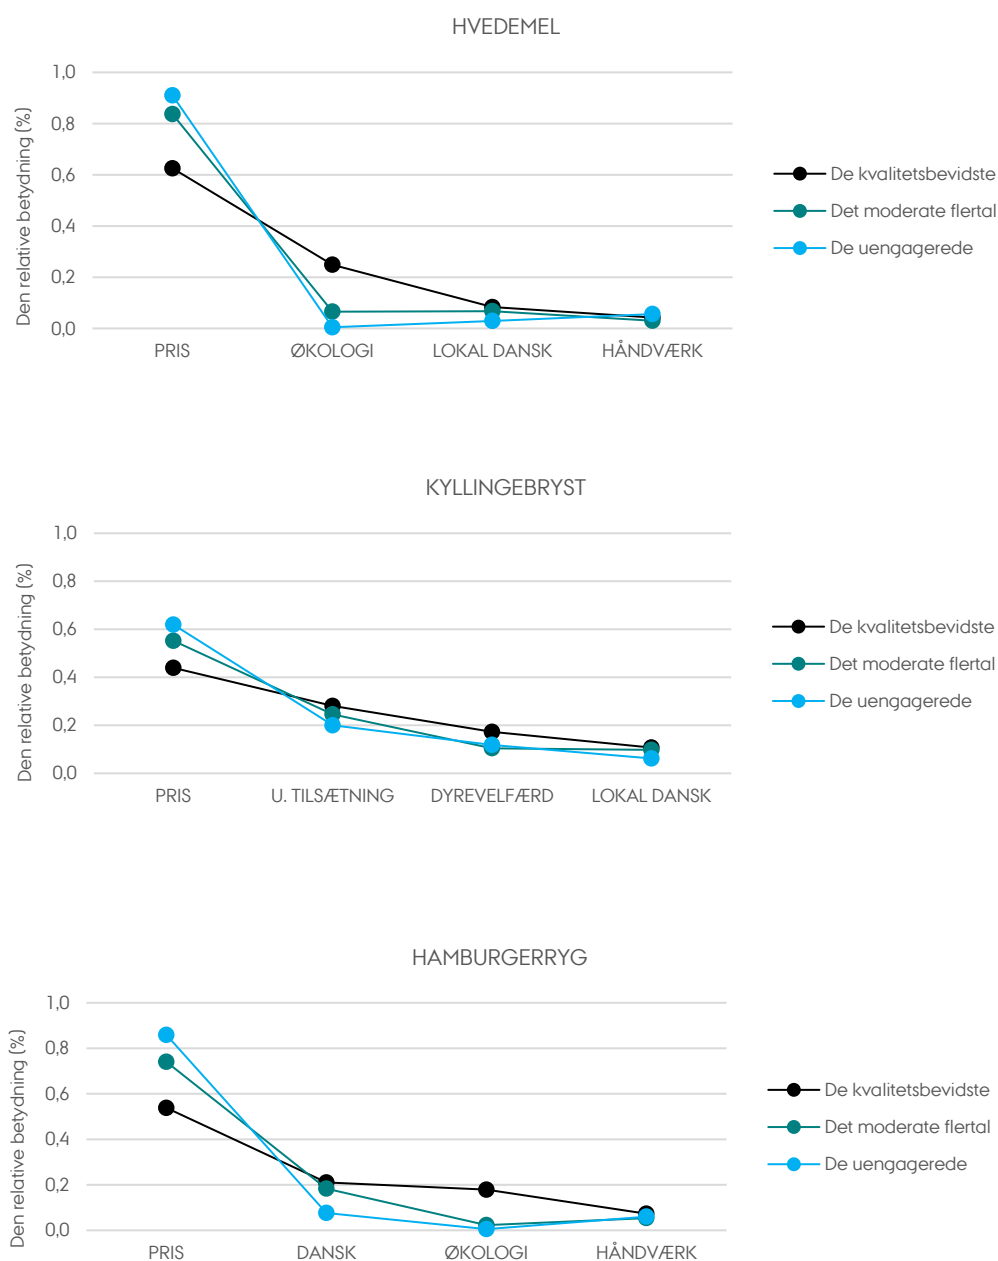 HVEDEMEL
Den relative betydning (%)
1,0
0,8
0,6
0,4
0,2
0,0
PRIS ØKOLOGI LOKAL DANSK HÅNDVÆRK
De kvalitetsbevidste
Det moderate flertal
De uengagerede
KYLLINGEBRYST
Den relative betydning (%)
1,0
0,8
0,6
0,4
0,2
0,0
PRIS U. TILSÆTNING DYREVELFÆRD LOKAL DANSK
De kvalitetsbevidste
Det moderate flertal
De uengagerede
HAMBURGERRYG
Den relative betydning (%)
1,0
0,8
0,6
0,4
0,2
0,0
PRIS DANSK ØKOLOGI HÅNDVÆRK
De kvalitetsbevidste
Det moderate flertal
De uengagerede